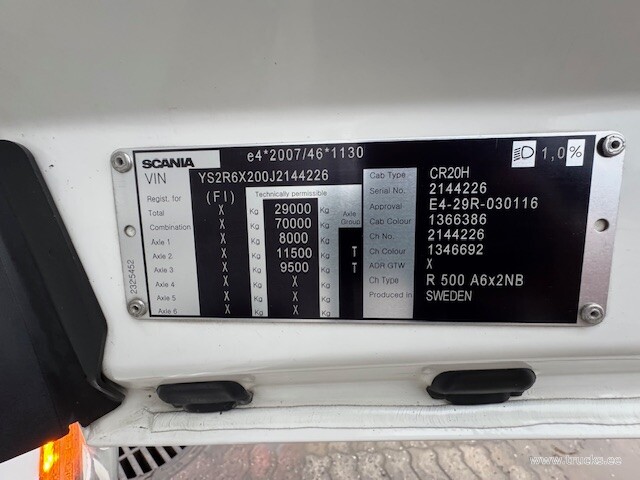 SCANIA e4*2007/46*1130 1,0%
VIN YS2R6X200J2144226 Cab Type CR20H
Regist. for (FI) Technically permissible Serial No. 2144226
Total X Kg 29000 Kg Axle Group Approval E4-29R-030116
Combination X Kg 70000 Kg Cab Colour 1366386
Axle 1 X Kg 8000 Kg Ch No. 2144226
Axle 2 X Kg 11500 Kg T Ch Colour 1346692
Axle 3 X Kg 9500 Kg T ADR GTW X
Axle 4 X Kg X Kg Ch Type R 500 A6x2NB
Axle 5 X Kg X Kg Produced in SWEDEN
Axle 6 X Kg X Kg
2325452
www.trucks.ee